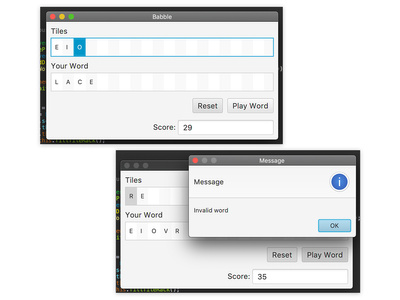 Babble
Tiles
E I O
Your Word
L A C E
Reset Play Word
Score: 29
Message
Tiles
R E
Message
Your Word
Invalid word
E I O V R
OK
Reset Play Word
Score: 35